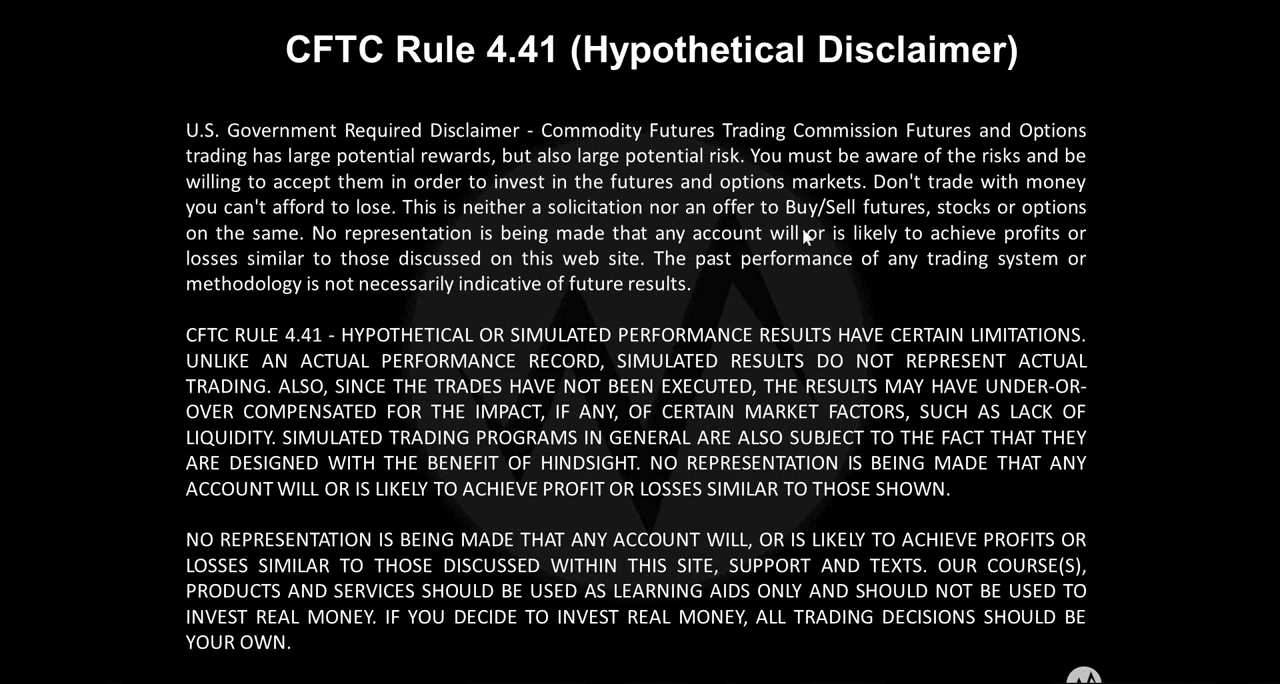 CFTC Rule 4.41 (Hypothetical Disclaimer)
U.S. Government Required Disclaimer - Commodity Futures Trading Commission Futures and Options
trading has large potential rewards, but also large potential risk. You must be aware of the risks and be
willing to accept them in order to invest in the futures and options markets. Don't trade with money
you can't afford to lose. This is neither a solicitation nor an offer to Buy/Sell futures, stocks or options
on the same. No representation is being made that any account will or is likely to achieve profits or
losses similar to those discussed on this web site. The past performance of any trading system or
methodology is not necessarily indicative of future results.
CFTC RULE 4.41 - HYPOTHETICAL OR SIMULATED PERFORMANCE RESULTS HAVE CERTAIN LIMITATIONS.
UNLIKE AN ACTUAL PERFORMANCE RECORD, SIMULATED RESULTS DO NOT REPRESENT ACTUAL
TRADING. ALSO, SINCE THE TRADES HAVE NOT BEEN EXECUTED, THE RESULTS MAY HAVE UNDER-OR-
OVER COMPENSATED FOR THE IMPACT, IF ANY, OF CERTAIN MARKET FACTORS, SUCH AS LACK OF
LIQUIDITY. SIMULATED TRADING PROGRAMS IN GENERAL ARE ALSO SUBJECT TO THE FACT THAT THEY
ARE DESIGNED WITH THE BENEFIT OF HINDSIGHT. NO REPRESENTATION IS BEING MADE THAT ANY
ACCOUNT WILL OR IS LIKELY TO ACHIEVE PROFIT OR LOSSES SIMILAR TO THOSE SHOWN.
NO REPRESENTATION IS BEING MADE THAT ANY ACCOUNT WILL, OR IS LIKELY TO ACHIEVE PROFITS OR
LOSSES SIMILAR TO THOSE DISCUSSED WITHIN THIS SITE, SUPPORT AND TEXTS. OUR COURSE(S),
PRODUCTS AND SERVICES SHOULD BE USED AS LEARNING AIDS ONLY AND SHOULD NOT BE USED TO
INVEST REAL MONEY. IF YOU DECIDE TO INVEST REAL MONEY, ALL TRADING DECISIONS SHOULD BE
YOUR OWN.